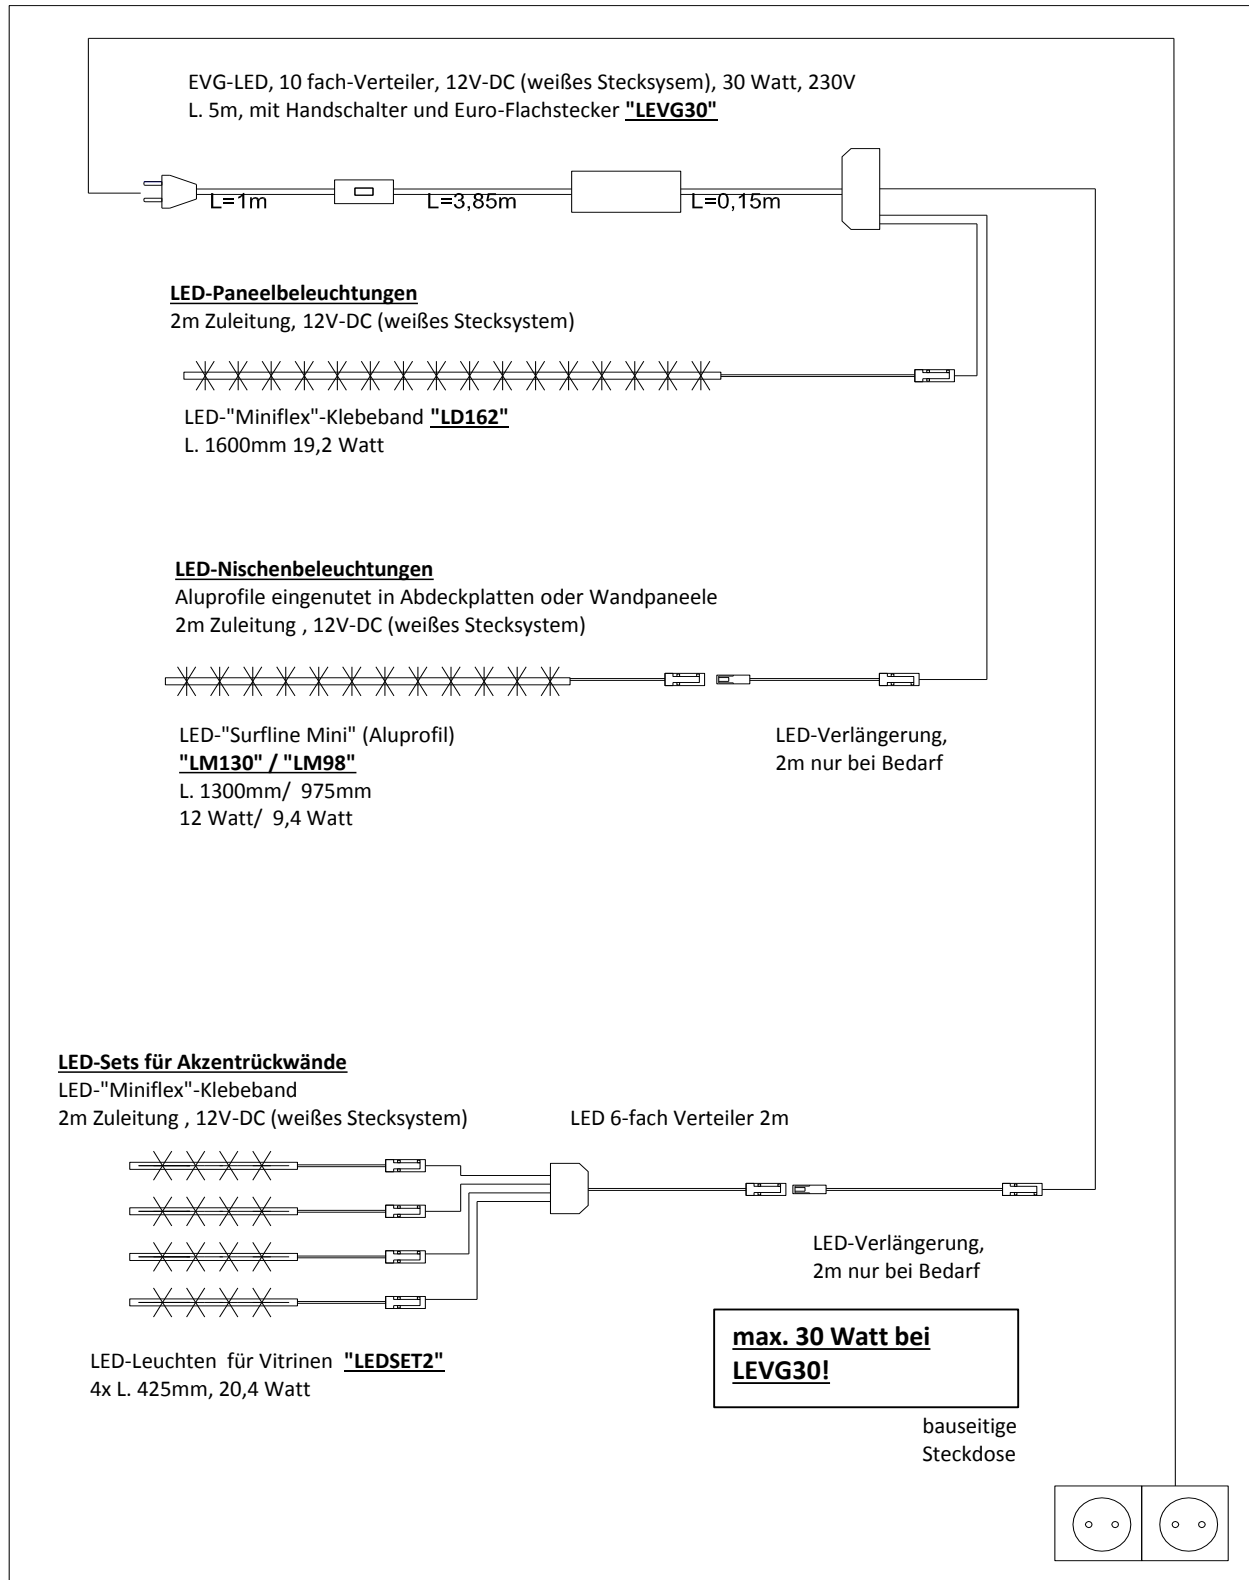 EVG-LED, 10 fach-Verteiler, 12V-DC (weißes Stecksysem), 30 Watt, 230V
L. 5m, mit Handschalter und Euro-Flachstecker "LEVG30"
L=1m
L=3,85m
L=0,15m
LED-Paneelbeleuchtungen
2m Zuleitung, 12V-DC (weißes Stecksystem)
LED-"Miniflex"-Klebeband "LD162"
L. 1600mm 19,2 Watt
LED-Nischenbeleuchtungen
Aluprofile eingenutet in Abdeckplatten oder Wandpaneele
2m Zuleitung , 12V-DC (weißes Stecksystem)
LED-"Surfline Mini" (Aluprofil)
"LM130" / "LM98"
L. 1300mm/ 975mm
12 Watt/ 9,4 Watt
LED-Verlängerung,
2m nur bei Bedarf
LED-Sets für Akzentrückwände
LED-"Miniflex"-Klebeband
2m Zuleitung , 12V-DC (weißes Stecksystem)
LED 6-fach Verteiler 2m
LED-Verlängerung,
2m nur bei Bedarf
LED-Leuchten für Vitrinen "LEDSET2"
4x L. 425mm, 20,4 Watt
max. 30 Watt bei
LEVG30!
bauseitige
Steckdose